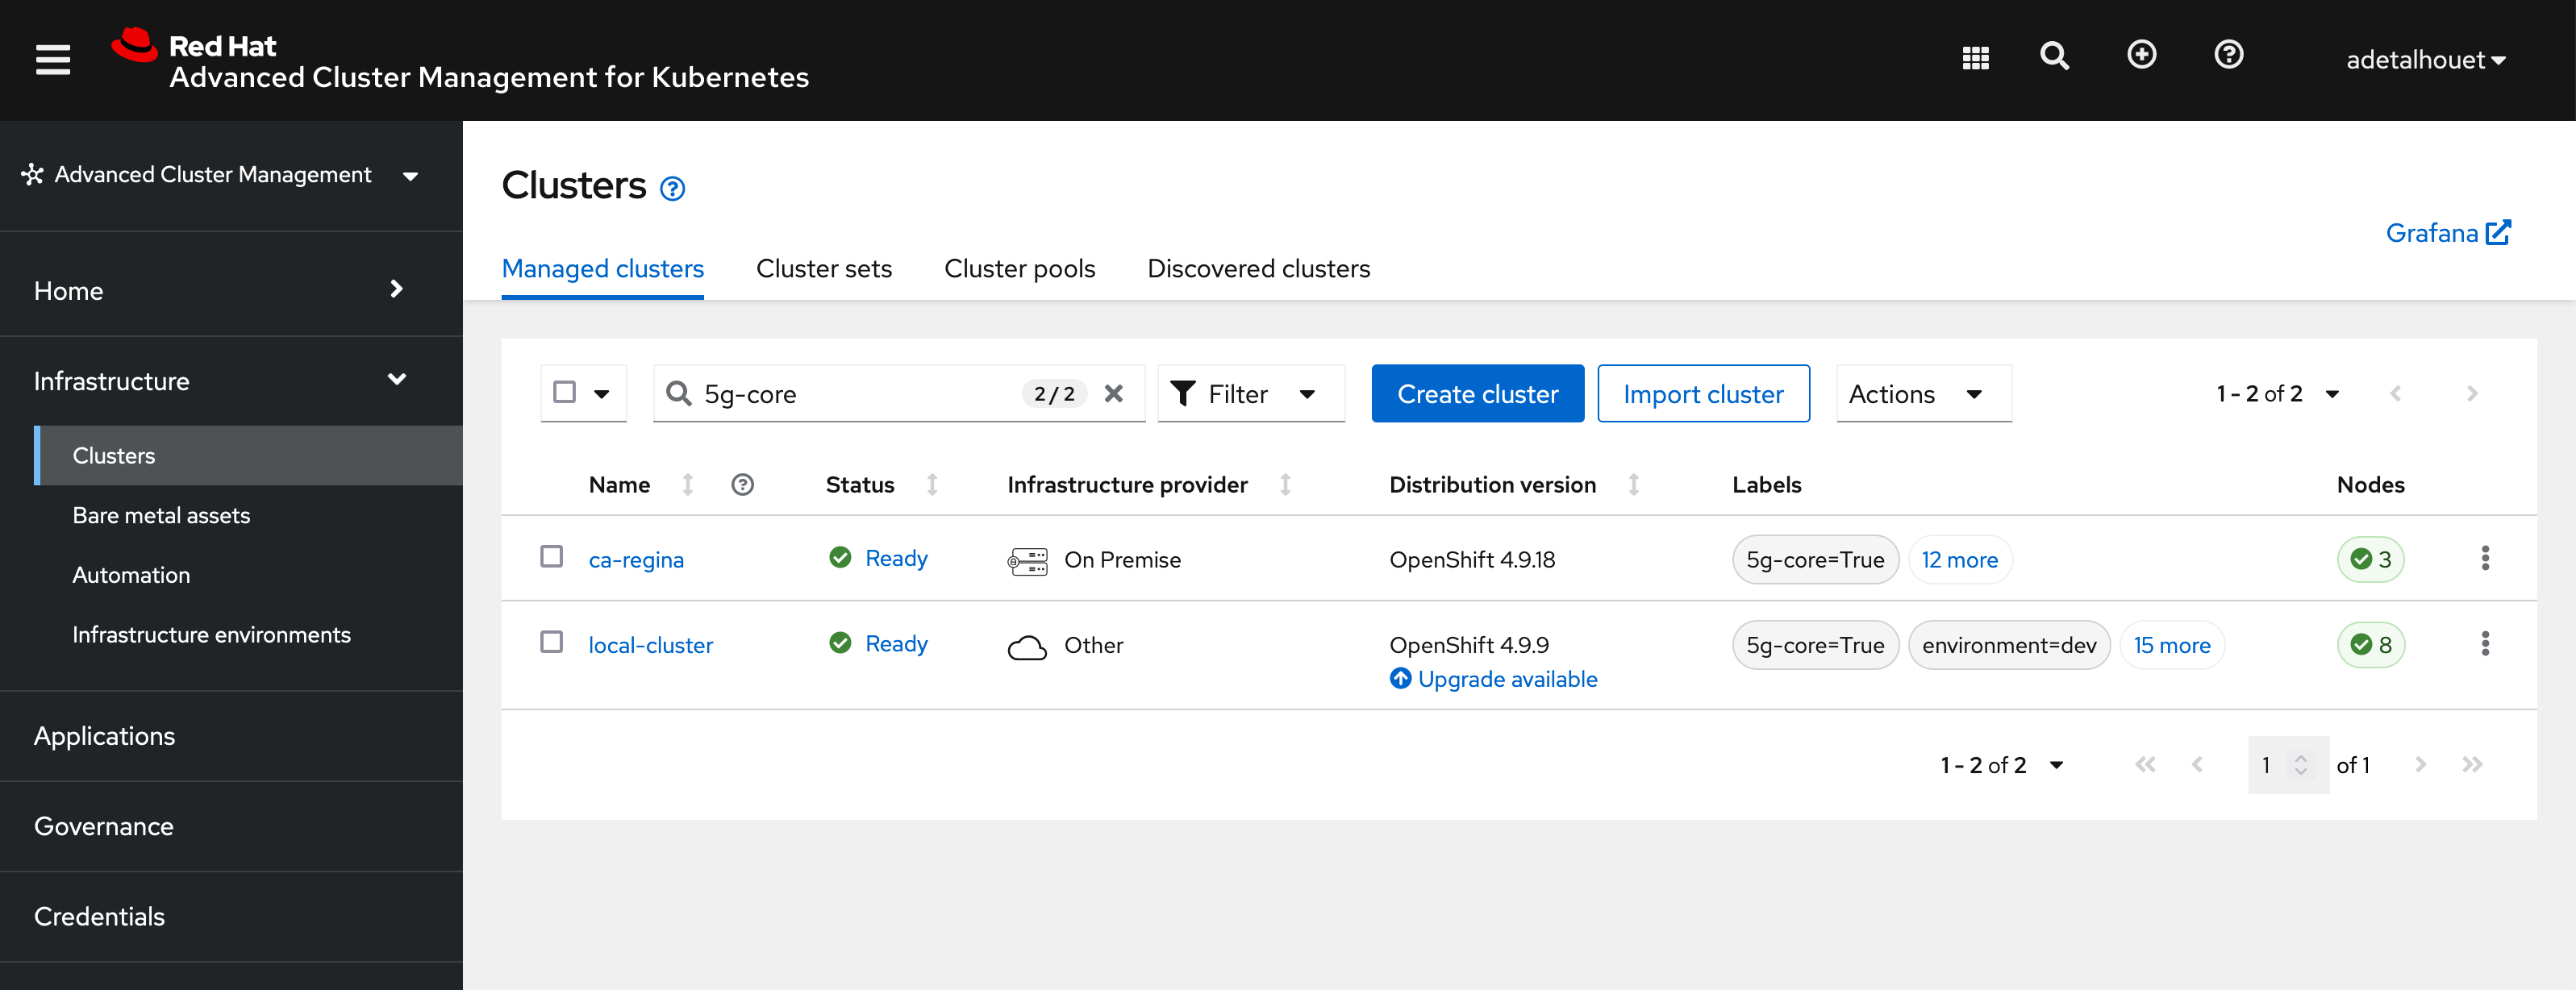 Red Hat
Advanced Cluster Management for Kubernetes
adetalhouet
Advanced Cluster Management
Home
Infrastructure
Clusters
Bare metal assets
Automation
Infrastructure environments
Applications
Governance
Credentials
Clusters
Grafana
Managed clusters Cluster sets Cluster pools Discovered clusters
5g-core 2 / 2 Filter Create cluster Import cluster Actions 1 - 2 of 2
Name Status Infrastructure provider Distribution version Labels Nodes
ca-regina Ready On Premise OpenShift 4.9.18 5g-core=True 12 more 3
local-cluster Ready Other OpenShift 4.9.9 5g-core=True environment=dev 15 more 8
Upgrade available
1 - 2 of 2 1 of 1